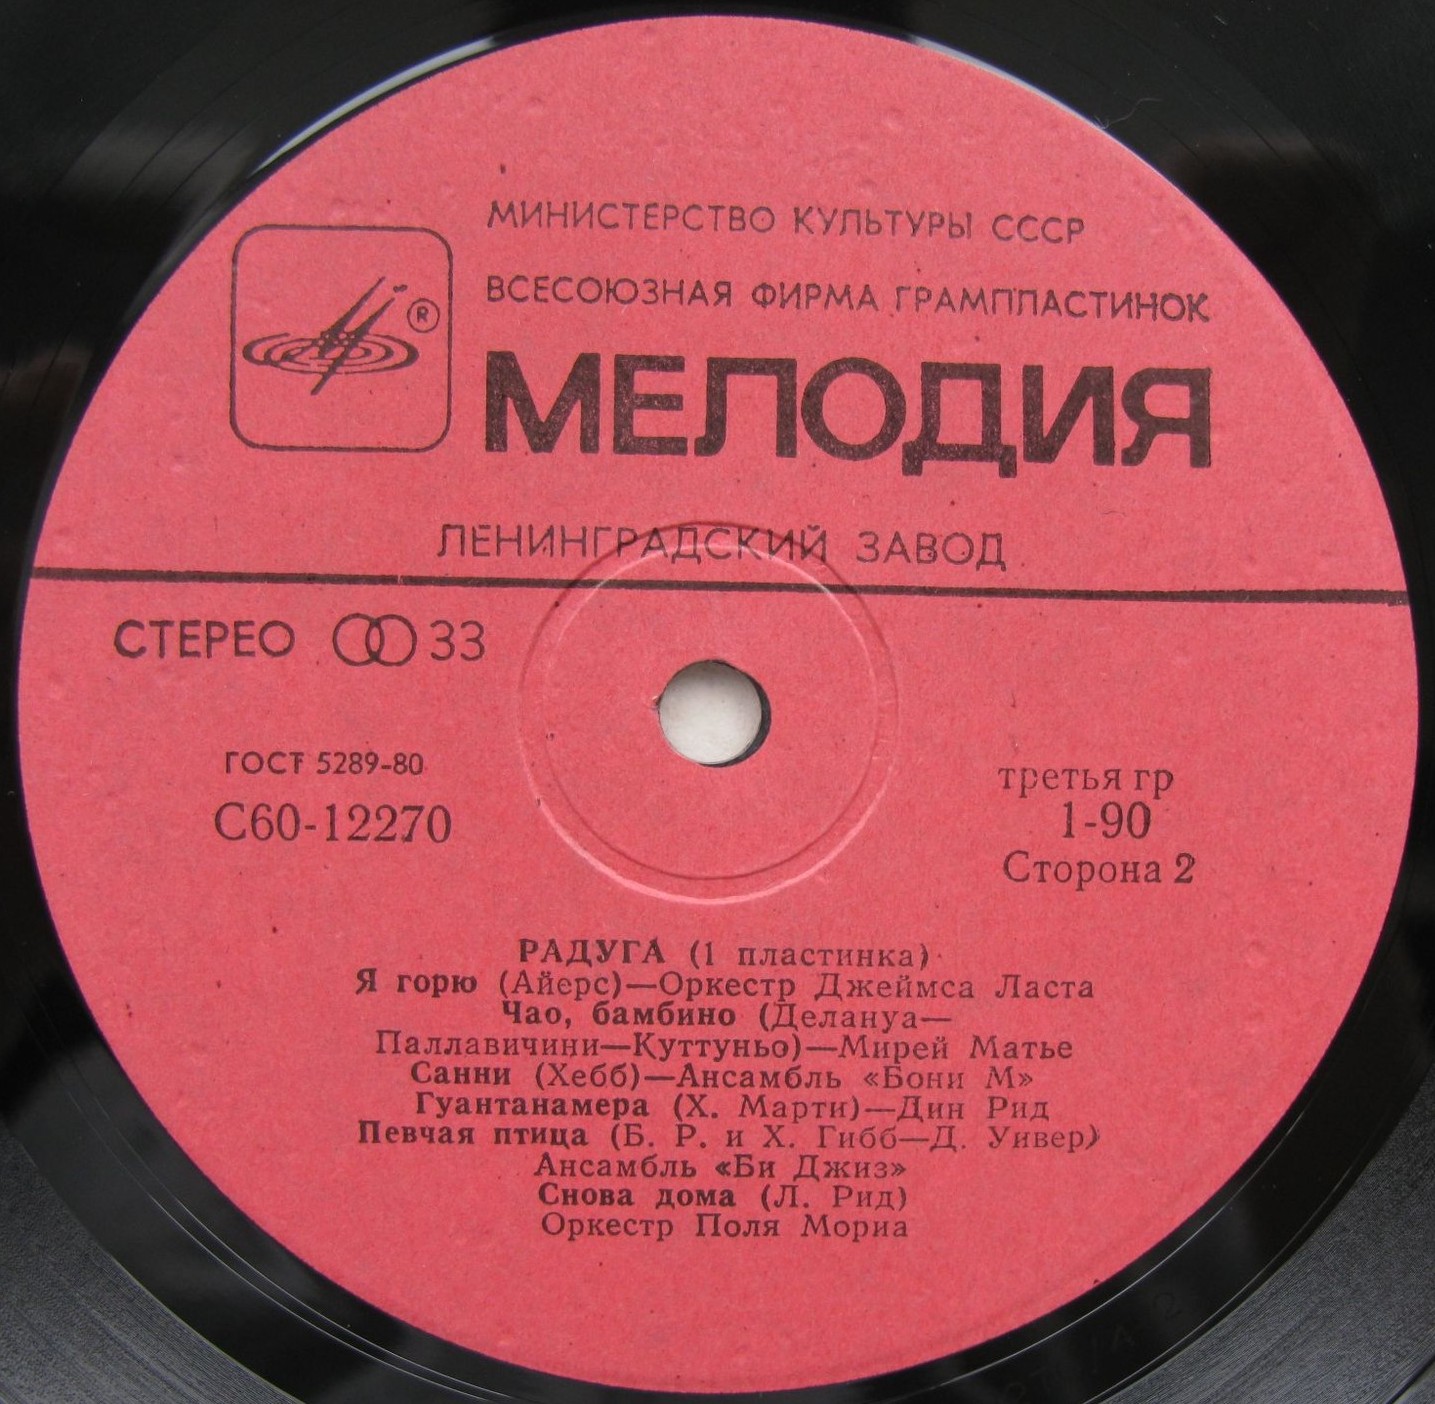 МИНИСТЕРСТВО КУЛЬТУРЫ СССР
ВСЕСОЮЗНАЯ ФИРМА ГРАМПЛАСТИНОК
®
МЕЛОДИЯ
ЛЕНИНГРАДСКИЙ ЗАВОД
СТЕРЕО 33
ГОСТ 5289-80
С60-12270
третья гр
1-90
Сторона 2
РАДУГА (1 пластинка)
Я горю (Айерс)—Оркестр Джеймса Ласта
Чао, бамбино (Делануа—
Паллавичини—Куттуньо)—Мирей Матье
Санни (Хебб)—Ансамбль «Бони М»
Гуантанамера (Х. Марти)—Дин Рид
Певчая птица (Б. Р. и Х. Гибб—Д. Уивер)
Ансамбль «Би Джиз»
Снова дома (Л. Рид)
Оркестр Поля Мориа